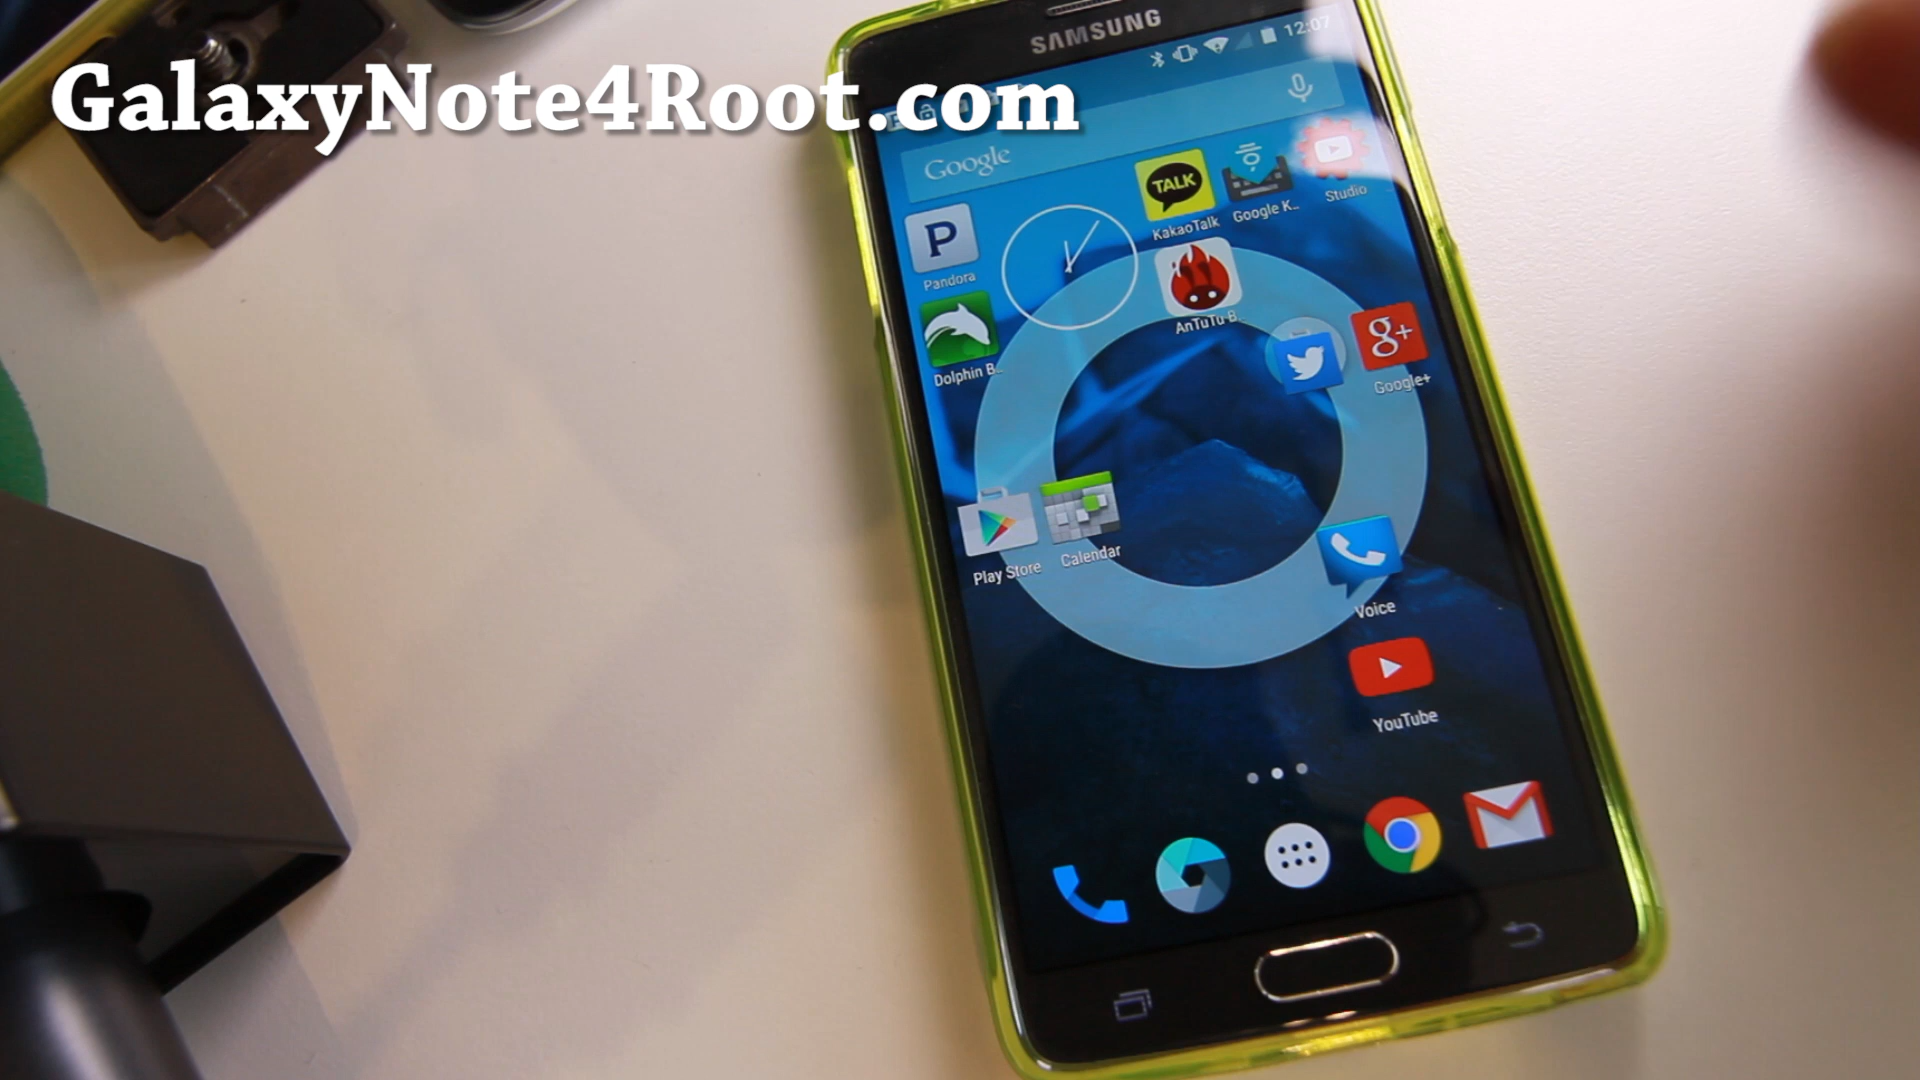 GalaxyNote4Root.com
SAMSUNG
12:07
Google
TALK
KakaoTalk
Google K..
Studio
P
Pandora
AnTuTu B..
Dolphin B..
g+
Google+
Play Store
Calendar
Voice
YouTube